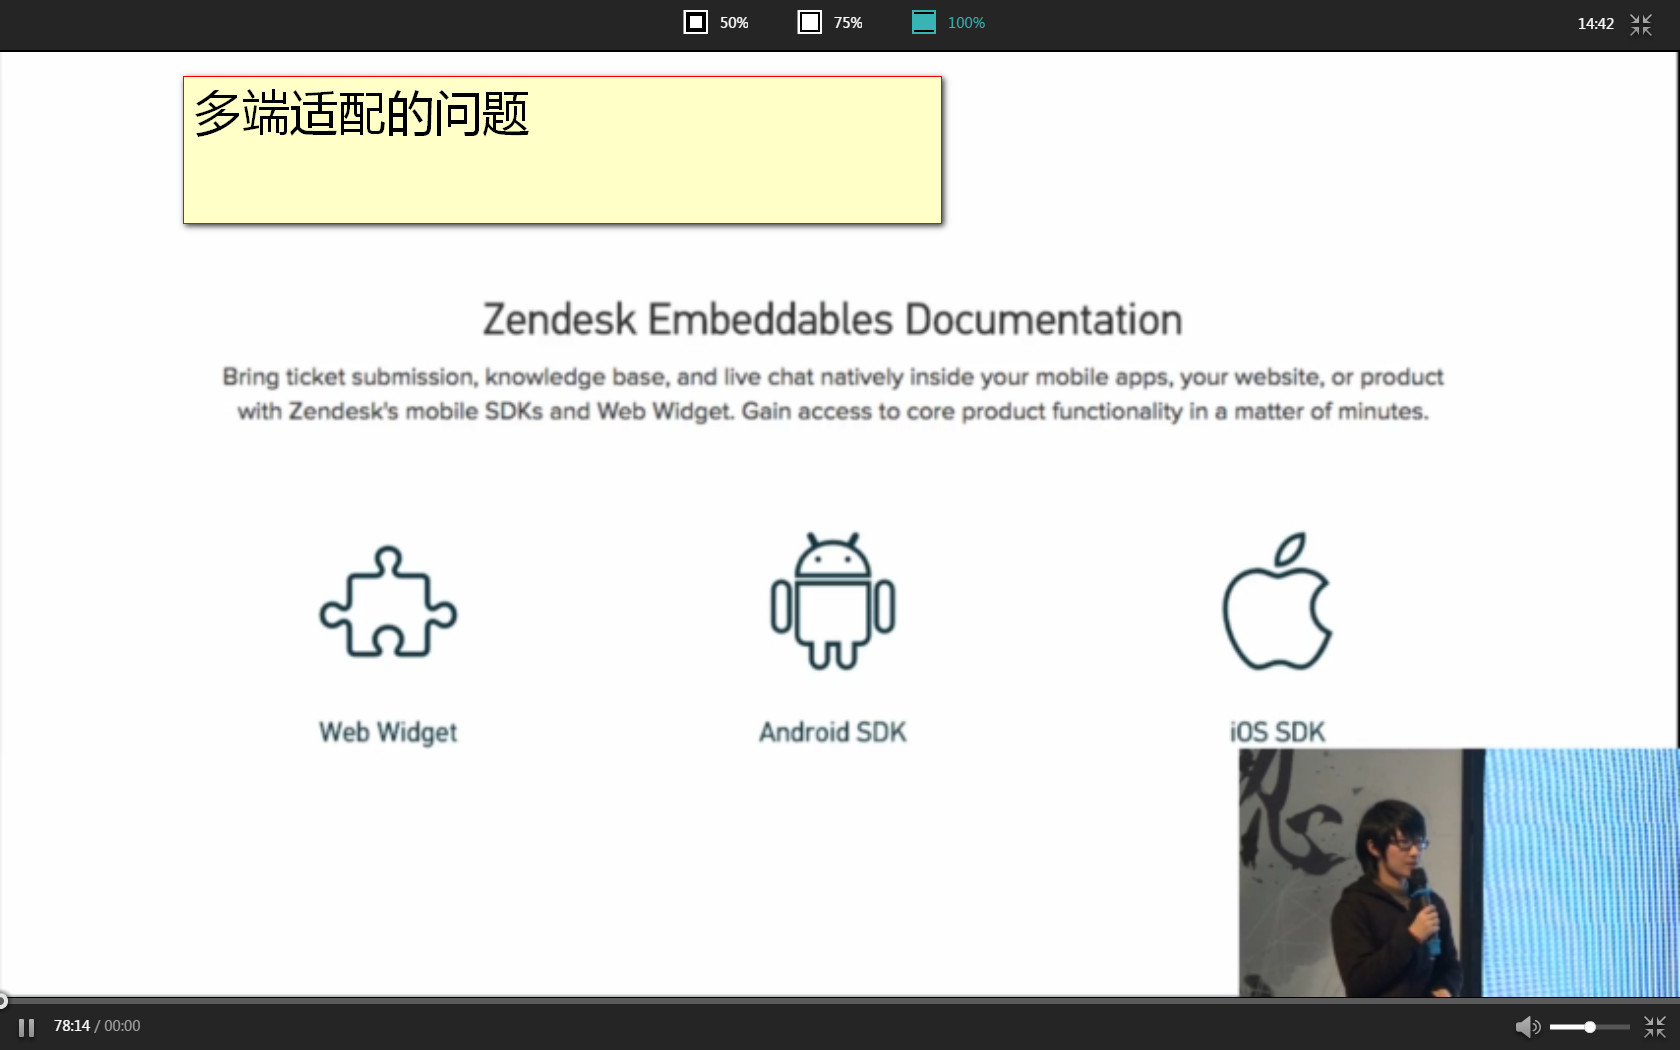 50%
75%
100%
14:42
多端适配的问题
Zendesk Embeddables Documentation
Bring ticket submission, knowledge base, and live chat natively inside your mobile apps, your website, or product
with Zendesk's mobile SDKs and Web Widget. Gain access to core product functionality in a matter of minutes.
Web Widget
Android SDK
iOS SDK
78:14 / 00:00